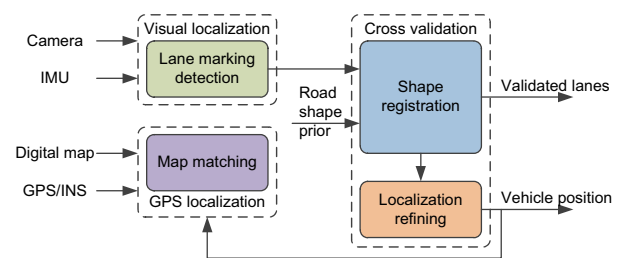 Visual localization
Camera
IMU
Lane marking
detection
Cross validation
Road
shape
prior
Shape
registration
Validated lanes
Digital map
GPS/INS
Map matching
GPS localization
Localization
refining
Vehicle position